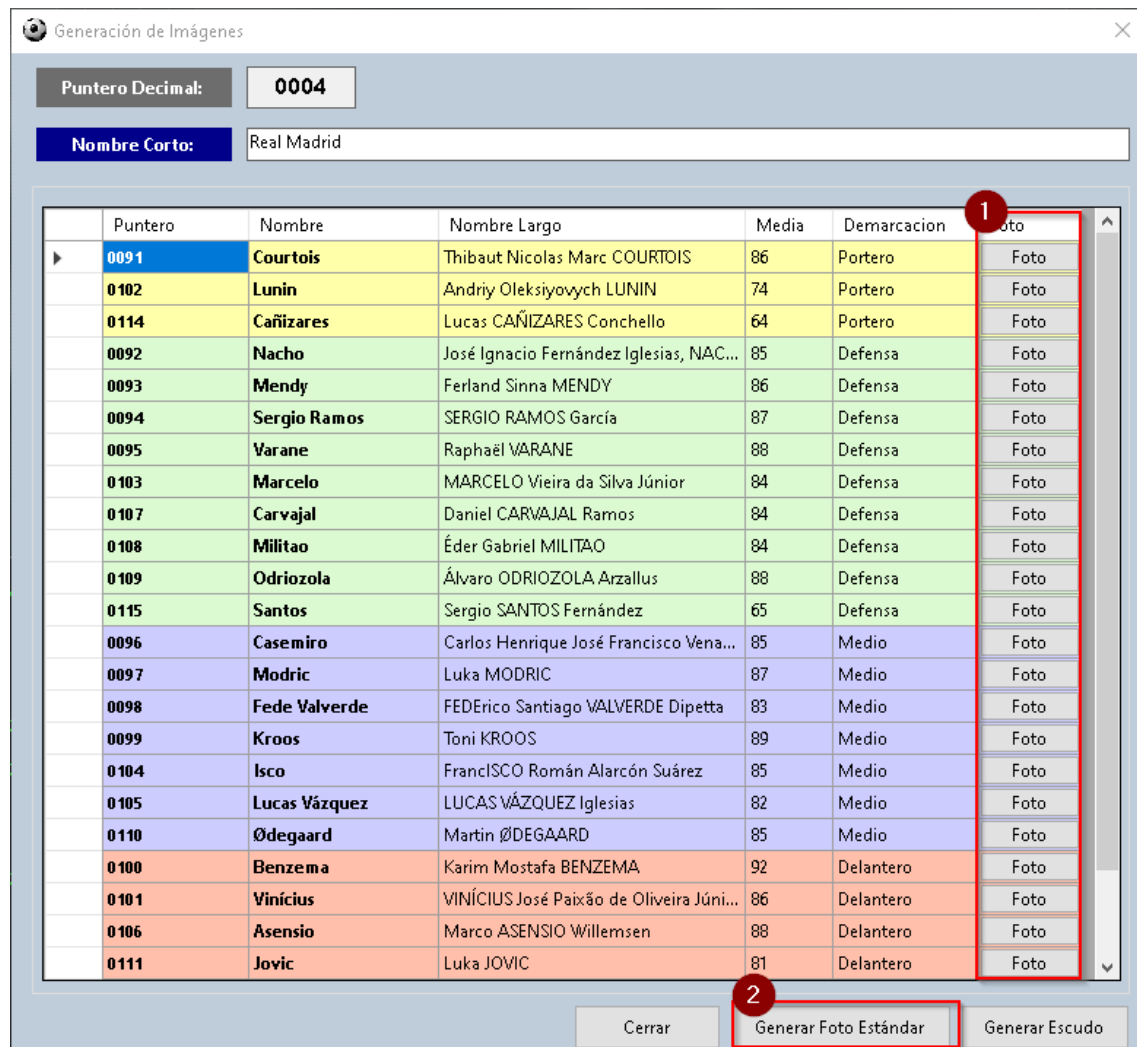 Generación de Imágenes
Puntero Decimal: 0004
Nombre Corto: Real Madrid
1
Puntero Nombre Nombre Largo Media Demarcacion oto
0091 Courtois Thibaut Nicolas Marc COURTOIS 86 Portero Foto
0102 Lunin Andriy Oleksiyovych LUNIN 74 Portero Foto
0114 Cañizares Lucas CAÑIZARES Conchello 64 Portero Foto
0092 Nacho José Ignacio Fernández Iglesias, NAC... 85 Defensa Foto
0093 Mendy Ferland Sinna MENDY 86 Defensa Foto
0094 Sergio Ramos SERGIO RAMOS García 87 Defensa Foto
0095 Varane Raphaël VARANE 88 Defensa Foto
0103 Marcelo MARCELO Vieira da Silva Júnior 84 Defensa Foto
0107 Carvajal Daniel CARVAJAL Ramos 84 Defensa Foto
0108 Militao Éder Gabriel MILITAO 84 Defensa Foto
0109 Odriozola Álvaro ODRIOZOLA Arzallus 88 Defensa Foto
0115 Santos Sergio SANTOS Fernández 65 Defensa Foto
0096 Casemiro Carlos Henrique José Francisco Vena... 85 Medio Foto
0097 Modric Luka MODRIC 87 Medio Foto
0098 Fede Valverde FEDErico Santiago VALVERDE Dipetta 83 Medio Foto
0099 Kroos Toni KROOS 89 Medio Foto
0104 Isco FrancISCO Román Alarcón Suárez 85 Medio Foto
0105 Lucas Vázquez LUCAS VÁZQUEZ Iglesias 82 Medio Foto
0110 Ødegaard Martin ØDEGAARD 85 Medio Foto
0100 Benzema Karim Mostafa BENZEMA 92 Delantero Foto
0101 Vinícius VINÍCIUS José Paixão de Oliveira Júni... 86 Delantero Foto
0106 Asensio Marco ASENSIO Willemsen 88 Delantero Foto
0111 Jovic Luka JOVIC 81 Delantero Foto
2
Cerrar Generar Foto Estándar Generar Escudo